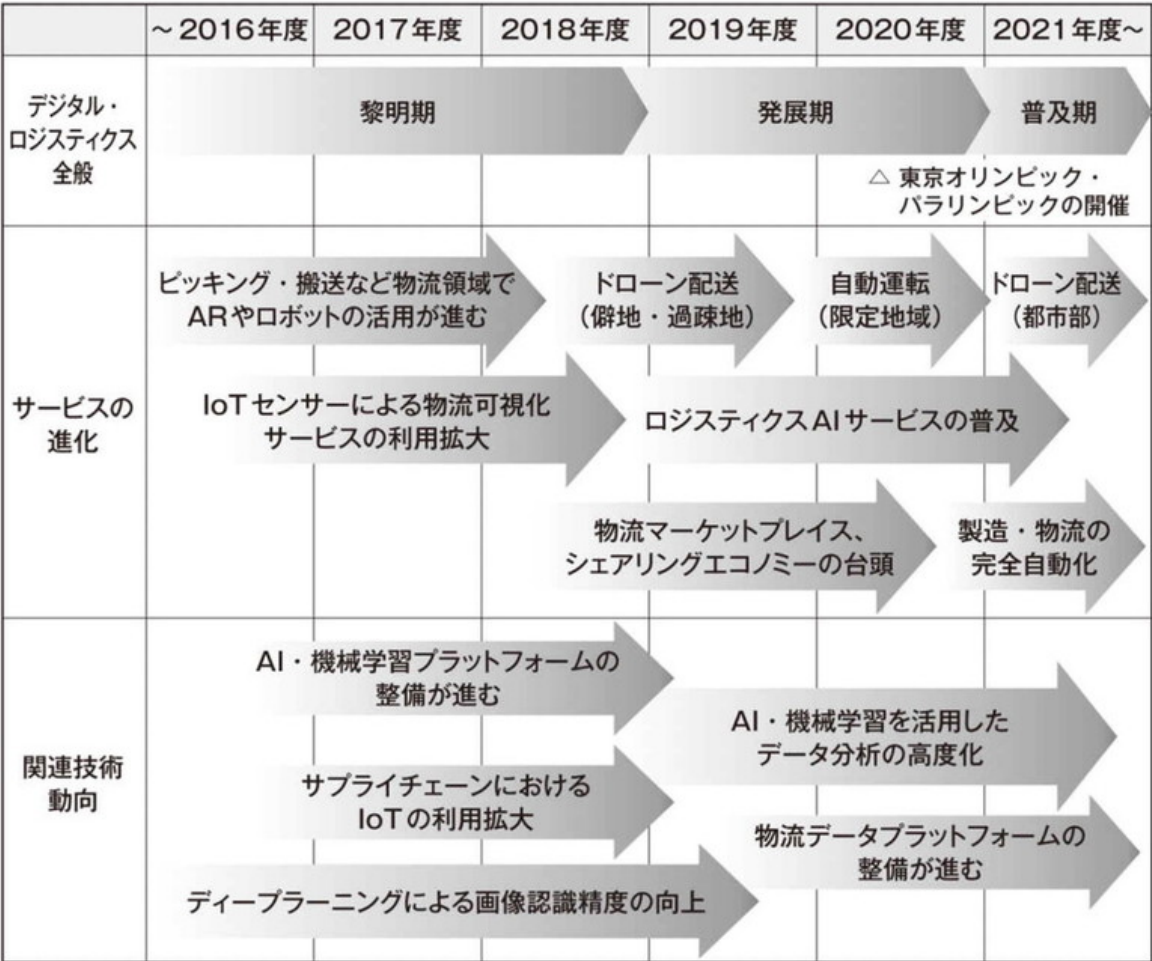 ～2016年度 2017年度 2018年度 2019年度 2020年度 2021年度～
デジタル・
ロジスティクス
全般
黎明期
発展期
普及期
△ 東京オリンピック・
パラリンピックの開催
サービスの
進化
ピッキング・搬送など物流領域で
ARやロボットの活用が進む
ドローン配送
（僻地・過疎地）
自動運転
（限定地域）
ドローン配送
（都市部）
IoTセンサーによる物流可視化
サービスの利用拡大
ロジスティクスAIサービスの普及
物流マーケットプレイス、
シェアリングエコノミーの台頭
製造・物流の
完全自動化
関連技術
動向
AI・機械学習プラットフォームの
整備が進む
AI・機械学習を活用した
データ分析の高度化
サプライチェーンにおける
IoTの利用拡大
物流データプラットフォームの
整備が進む
ディープラーニングによる画像認識精度の向上